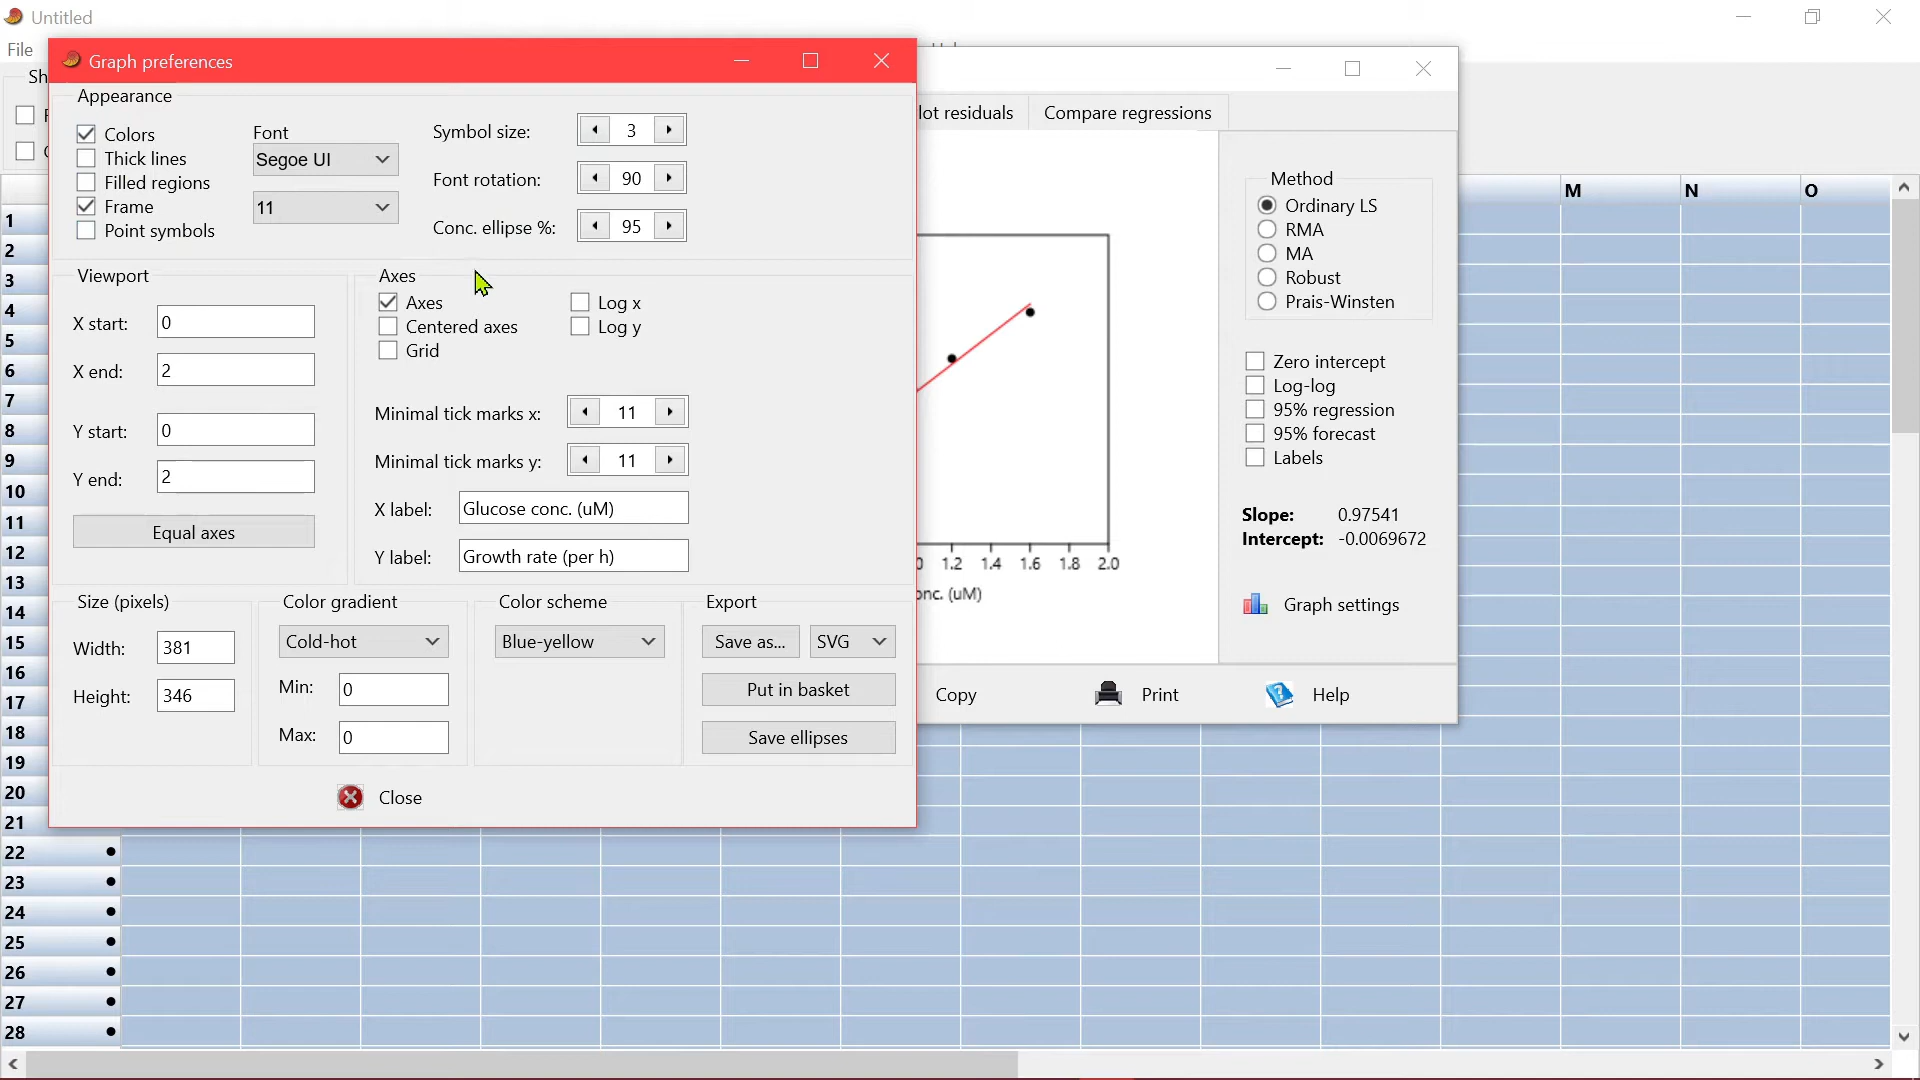 Untitled
File
Graph preferences
Appearance
Colors
Thick lines
Filled regions
Frame
Point symbols
Font
Segoe UI
11
Symbol size: 3
Font rotation: 90
Conc. ellipse %: 95
Viewport
X start: 0
X end: 2
Y start: 0
Y end: 2
Equal axes
Axes
Axes
Centered axes
Grid
Log x
Log y
Minimal tick marks x: 11
Minimal tick marks y: 11
X label: Glucose conc. (uM)
Y label: Growth rate (per h)
Size (pixels)
Width: 381
Height: 346
Color gradient
Cold-hot
Min: 0
Max: 0
Color scheme
Blue-yellow
Export
Save as... SVG
Put in basket
Save ellipses
Close
lot residuals
Compare regressions
Method
Ordinary LS
RMA
MA
Robust
Prais-Winsten
Zero intercept
Log-log
95% regression
95% forecast
Labels
Slope: 0.97541
Intercept: -0.0069672
Graph settings
1.2 1.4 1.6 1.8 2.0
onc. (uM)
Copy
Print
Help
M N O
1
2
3
4
5
6
7
8
9
10
11
12
13
14
15
16
17
18
19
20
21
22
23
24
25
26
27
28